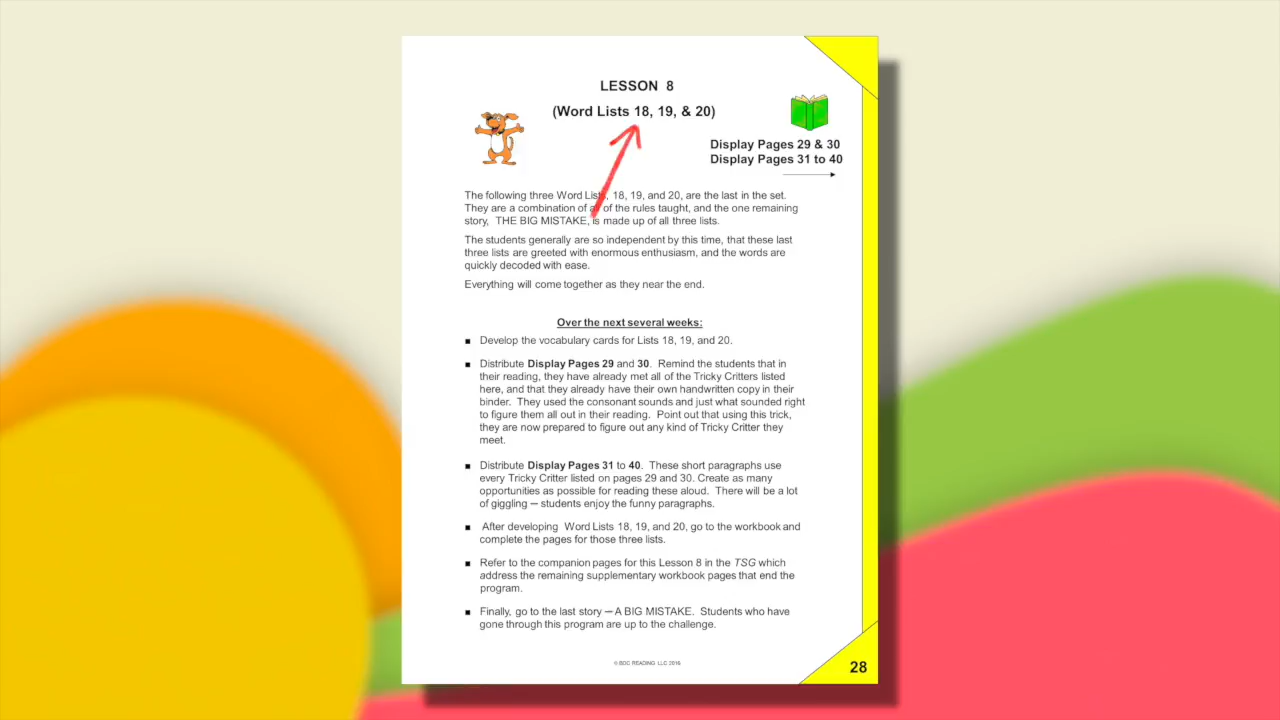 LESSON 8
(Word Lists 18, 19, & 20)
Display Pages 29 & 30
Display Pages 31 to 40
The following three Word Lists, 18, 19, and 20, are the last in the set.
They are a combination of all of the rules taught, and the one remaining
story, THE BIG MISTAKE, is made up of all three lists.
The students generally are so independent by this time, that these last
three lists are greeted with enormous enthusiasm, and the words are
quickly decoded with ease.
Everything will come together as they near the end.
Over the next several weeks:
▪ Develop the vocabulary cards for Lists 18, 19, and 20.
▪ Distribute Display Pages 29 and 30. Remind the students that in
their reading, they have already met all of the Tricky Critters listed
here, and that they already have their own handwritten copy in their
binder. They used the consonant sounds and just what sounded right
to figure them all out in their reading. Point out that using this trick,
they are now prepared to figure out any kind of Tricky Critter they
meet.
▪ Distribute Display Pages 31 to 40. These short paragraphs use
every Tricky Critter listed on pages 29 and 30. Create as many
opportunities as possible for reading these aloud. There will be a lot
of giggling – students enjoy the funny paragraphs.
▪ After developing Word Lists 18, 19, and 20, go to the workbook and
complete the pages for those three lists.
▪ Refer to the companion pages for this Lesson 8 in the TSG which
address the remaining supplementary workbook pages that end the
program.
▪ Finally, go to the last story – A BIG MISTAKE. Students who have
gone through this program are up to the challenge.
© BDC READING LLC 2016
28